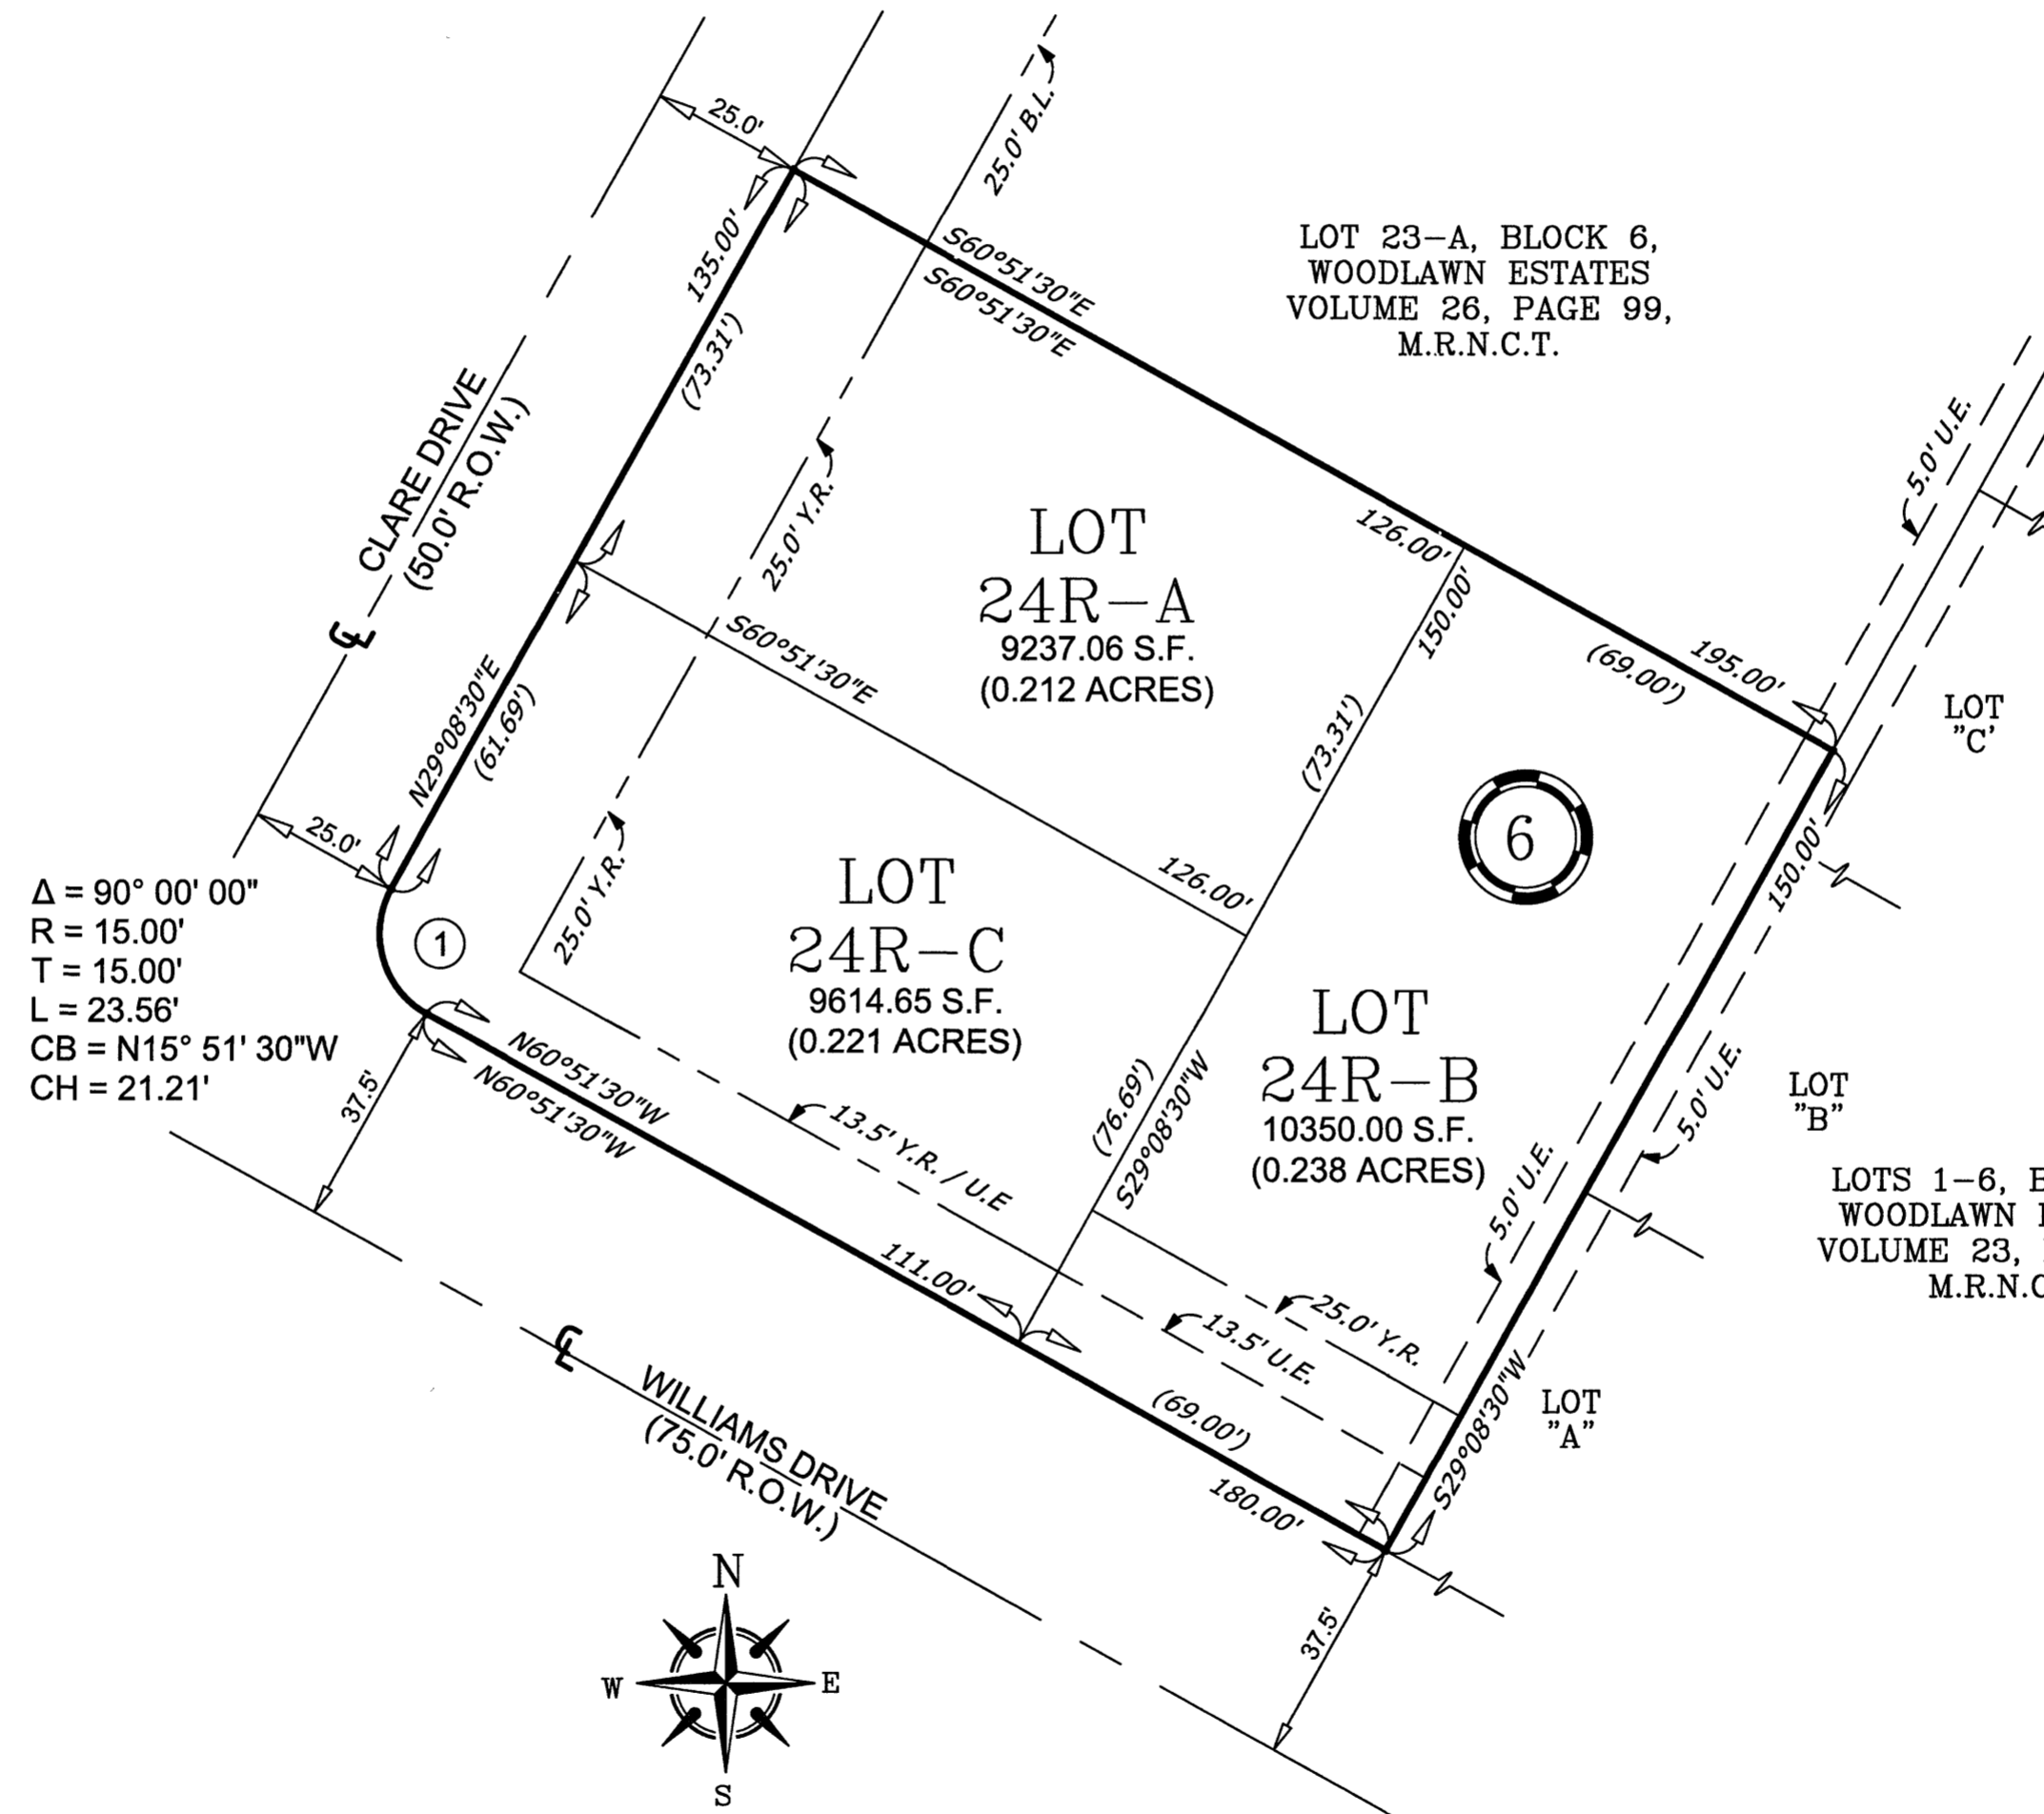 25.0'
25.0' B.L.
135.00'
(73.31')
S60°51'30"E
S60°51'30"E
LOT 23-A, BLOCK 6,
WOODLAWN ESTATES
VOLUME 26, PAGE 99,
M.R.N.C.T.
CLARE DRIVE
(50.0' R.O.W.)
25.0' Y.R.
LOT
24R-A
9237.06 S.F.
(0.212 ACRES)
126.00'
150.00'
(69.00')
195.00'
5.0' U.E.
LOT
"C'
S60°51'30"E
N29°08'30"E
(61.69')
(73.31')
6
25.0'
126.00'
150.00'
Δ = 90° 00' 00"
R = 15.00'
T = 15.00'
L = 23.56'
CB = N15° 51' 30"W
CH = 21.21'
1
25.0' Y.R.
LOT
24R-C
9614.65 S.F.
(0.221 ACRES)
LOT
24R-B
10350.00 S.F.
(0.238 ACRES)
(76.69')
S29°08'30"W
5.0' U.E.
LOT
"B"
37.5'
N60°51'30"W
N60°51'30"W
13.5' Y.R. / U.E
5.0' U.E.
LOTS 1-6,
WOODLAWN
VOLUME 23,
M.R.N.C
111.00'
25.0' Y.R.
13.5' U.E.
S29°08'30"W
LOT
"A"
WILLIAMS DRIVE
(75.0' R.O.W.)
(69.00')
180.00'
37.5'
N
W
E
S